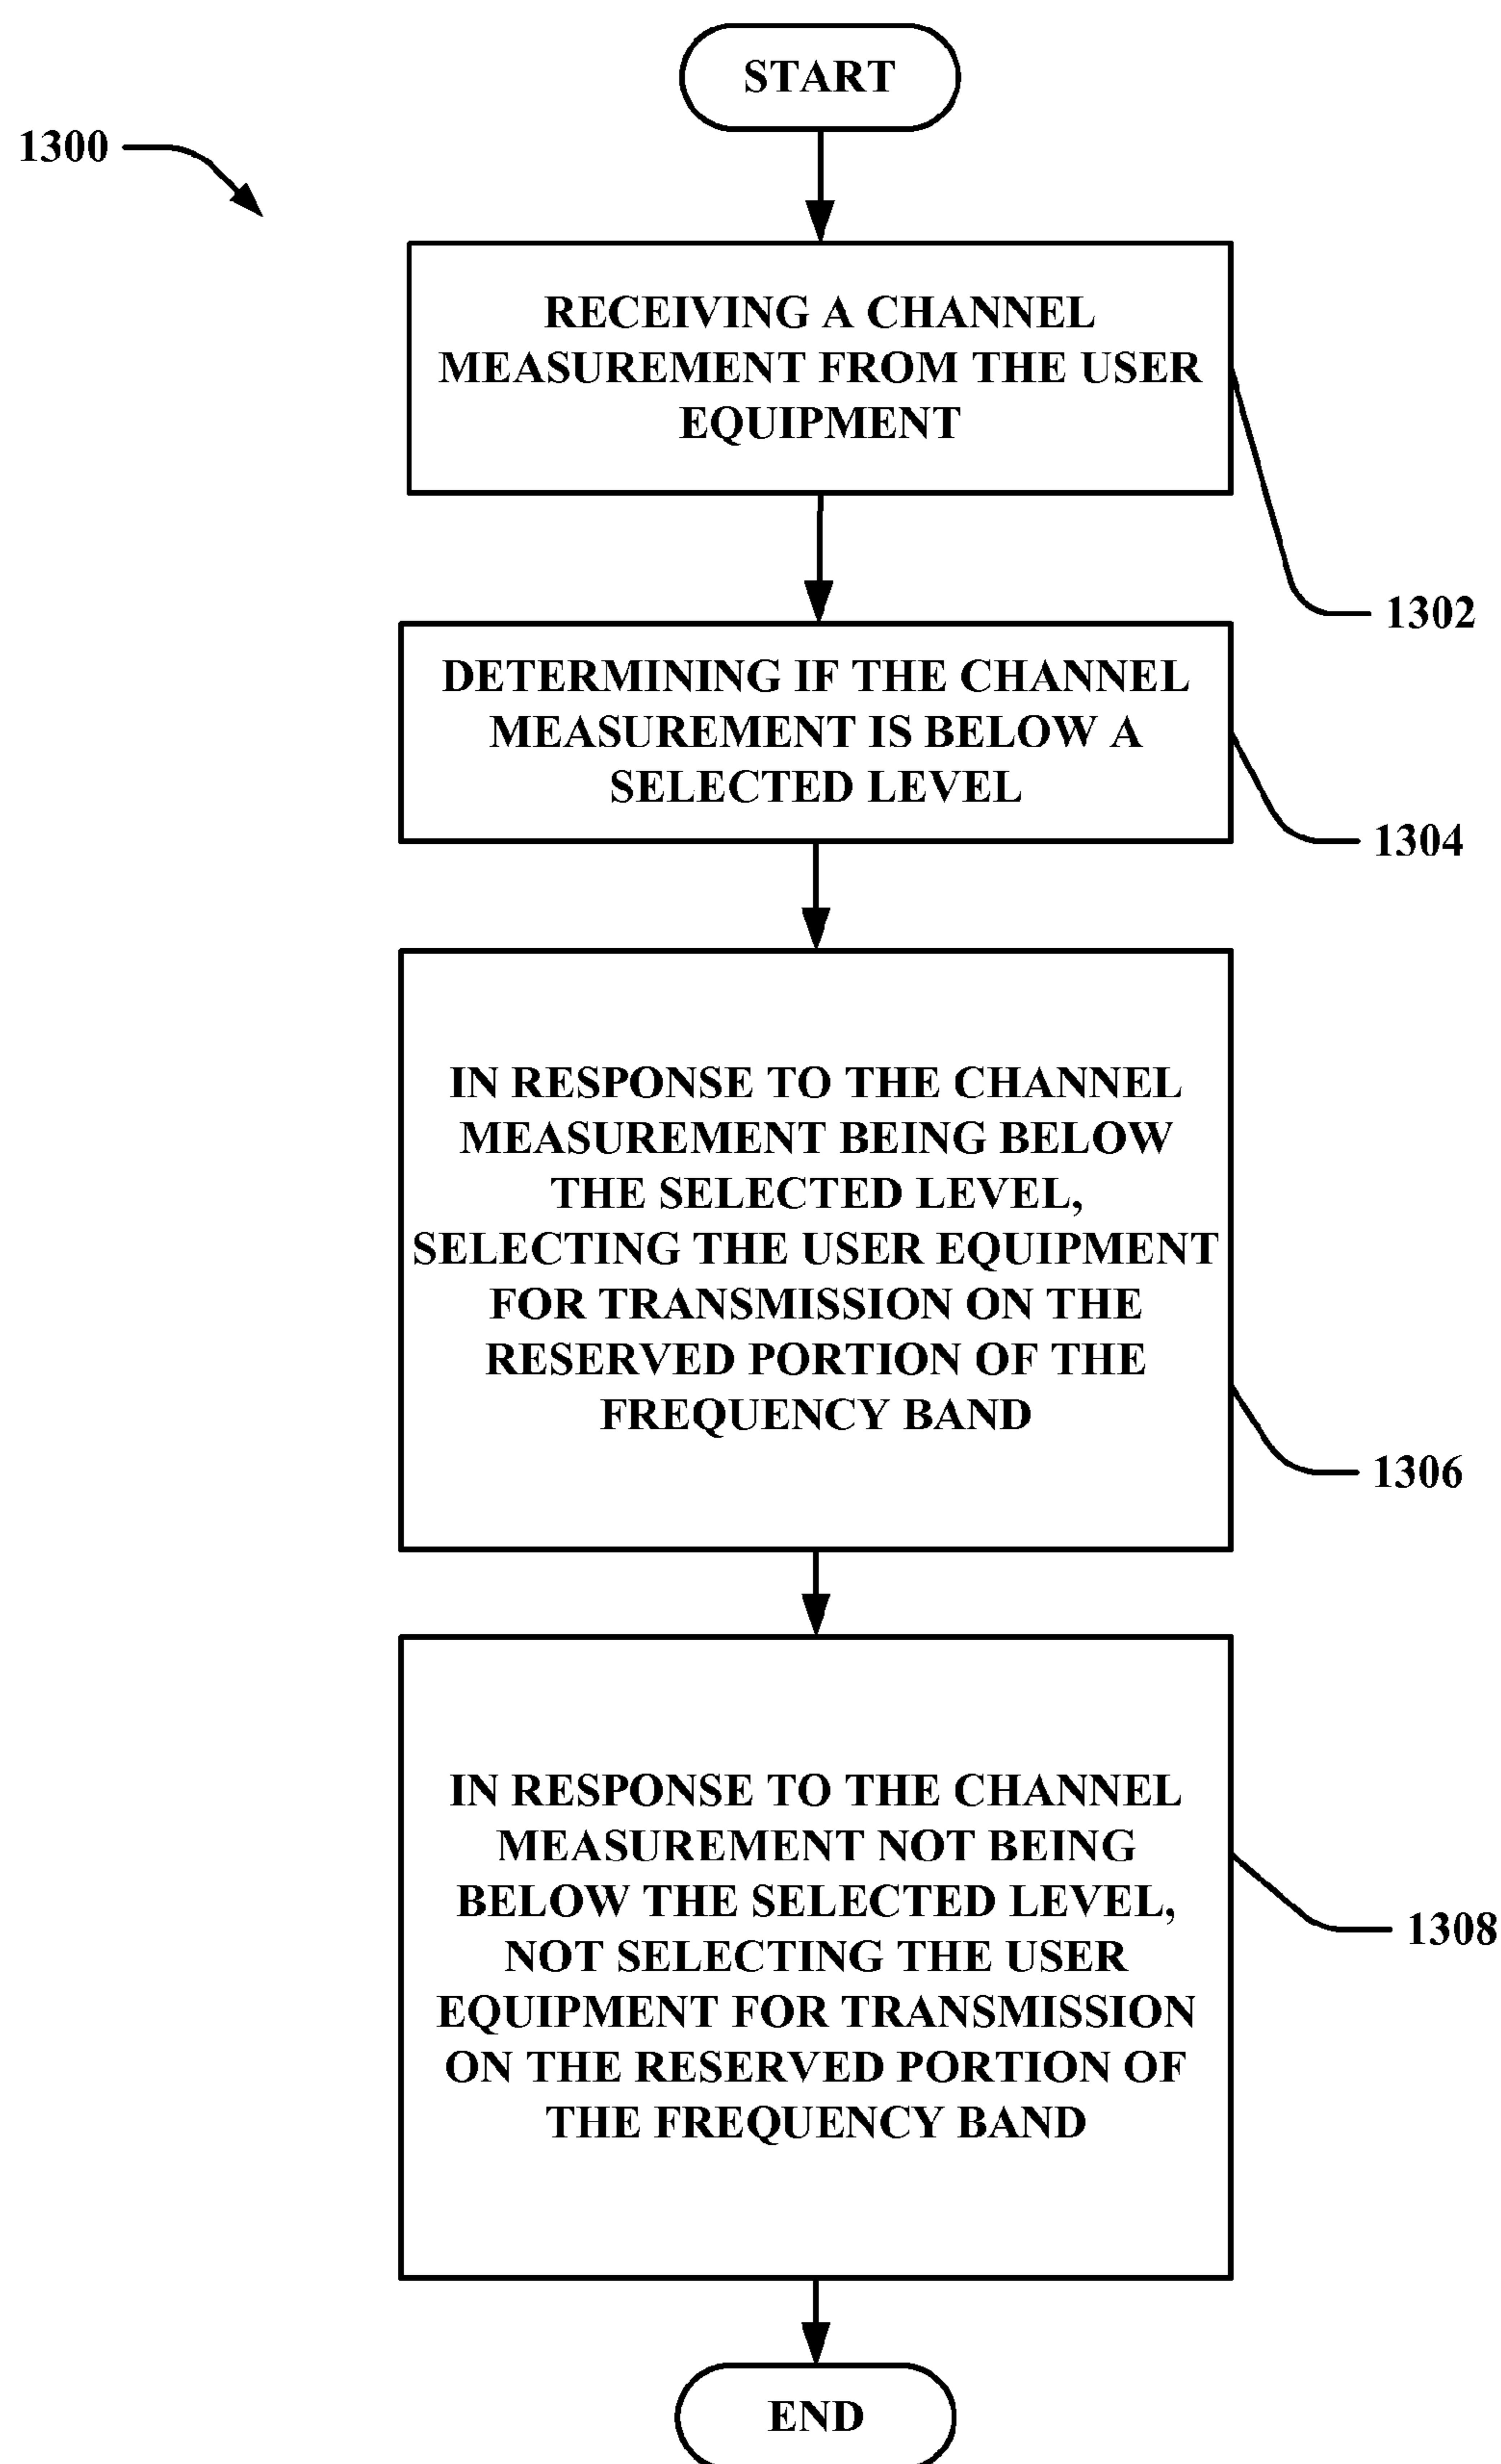 START
1300
RECEIVING A CHANNEL
MEASUREMENT FROM THE USER
EQUIPMENT
1302
DETERMINING IF THE CHANNEL
MEASUREMENT IS BELOW A
SELECTED LEVEL
1304
IN RESPONSE TO THE CHANNEL
MEASUREMENT BEING BELOW
THE SELECTED LEVEL,
SELECTING THE USER EQUIPMENT
FOR TRANSMISSION ON THE
RESERVED PORTION OF THE
FREQUENCY BAND
1306
IN RESPONSE TO THE CHANNEL
MEASUREMENT NOT BEING
BELOW THE SELECTED LEVEL,
NOT SELECTING THE USER
EQUIPMENT FOR TRANSMISSION
ON THE RESERVED PORTION OF
THE FREQUENCY BAND
1308
END